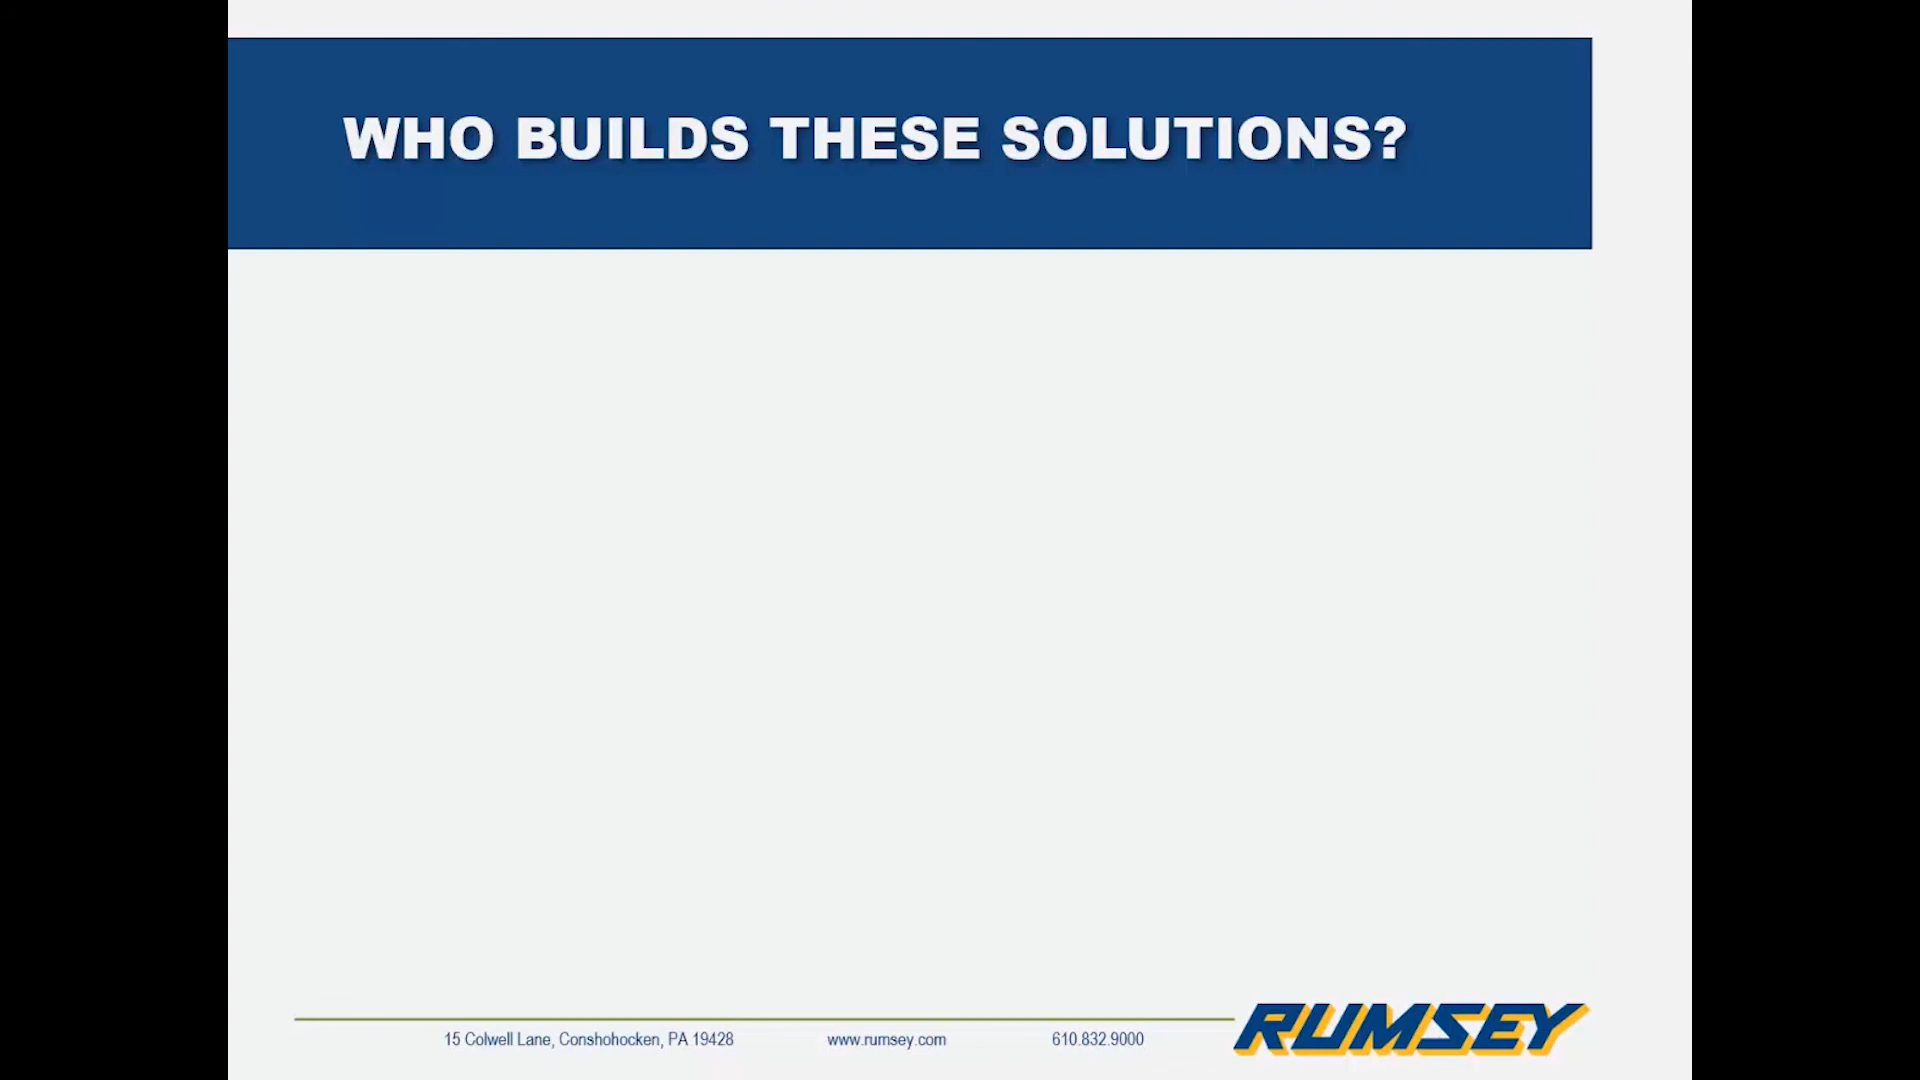 WHO BUILDS THESE SOLUTIONS?
15 Colwell Lane, Conshohocken, PA 19428 www.rumsey.com 610.832.9000
RUMSEY